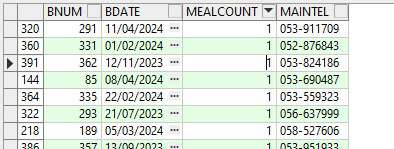 BNUM BDATE MEALCOUNT MAINTEL
320 291 11/04/2024 ... 1 053-911709
360 331 01/02/2024 ... 1 052-876843
391 362 12/11/2023 ... 1 053-824186
144 85 08/04/2024 ... 1 053-690487
364 335 22/02/2024 ... 1 053-559323
322 293 21/07/2023 ... 1 056-637999
218 189 05/03/2024 ... 1 058-527606
386 357 13/09/2023 ... 1 053-951933